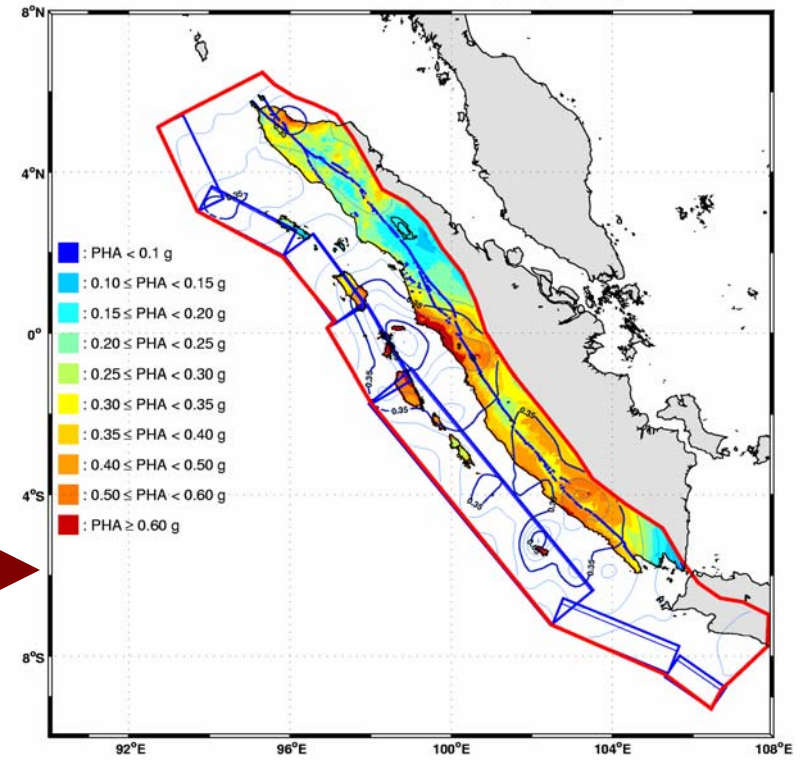 8°N
4°N
0°
4°S
8°S
: PHA < 0.1 g
: 0.10 ≤ PHA < 0.15 g
: 0.15 ≤ PHA < 0.20 g
: 0.20 ≤ PHA < 0.25 g
: 0.25 ≤ PHA < 0.30 g
: 0.30 ≤ PHA < 0.35 g
: 0.35 ≤ PHA < 0.40 g
: 0.40 ≤ PHA < 0.50 g
: 0.50 ≤ PHA < 0.60 g
: PHA ≥ 0.60 g
0.35
0.35
0.35
0.35
0.35
92°E
96°E
100°E
104°E
108°E